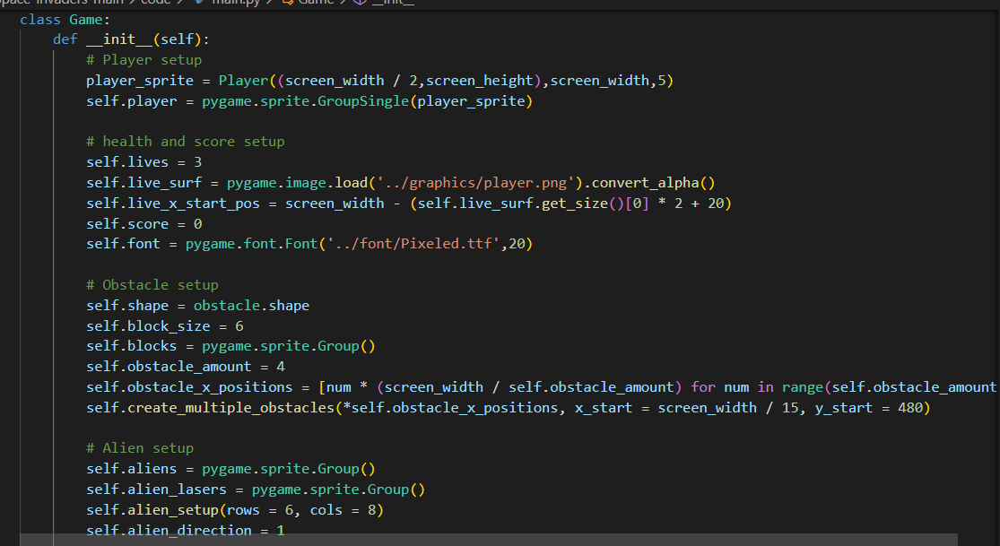 space-invaders-main > code > main.py > Game > __init__
class Game:
    def __init__(self):
        # Player setup
        player_sprite = Player((screen_width / 2,screen_height),screen_width,5)
        self.player = pygame.sprite.GroupSingle(player_sprite)

        # health and score setup
        self.lives = 3
        self.live_surf = pygame.image.load('../graphics/player.png').convert_alpha()
        self.live_x_start_pos = screen_width - (self.live_surf.get_size()[0] * 2 + 20)
        self.score = 0
        self.font = pygame.font.Font('../font/Pixeled.ttf',20)

        # Obstacle setup
        self.shape = obstacle.shape
        self.block_size = 6
        self.blocks = pygame.sprite.Group()
        self.obstacle_amount = 4
        self.obstacle_x_positions = [num * (screen_width / self.obstacle_amount) for num in range(self.obstacle_amount
        self.create_multiple_obstacles(*self.obstacle_x_positions, x_start = screen_width / 15, y_start = 480)

        # Alien setup
        self.aliens = pygame.sprite.Group()
        self.alien_lasers = pygame.sprite.Group()
        self.alien_setup(rows = 6, cols = 8)
        self.alien_direction = 1